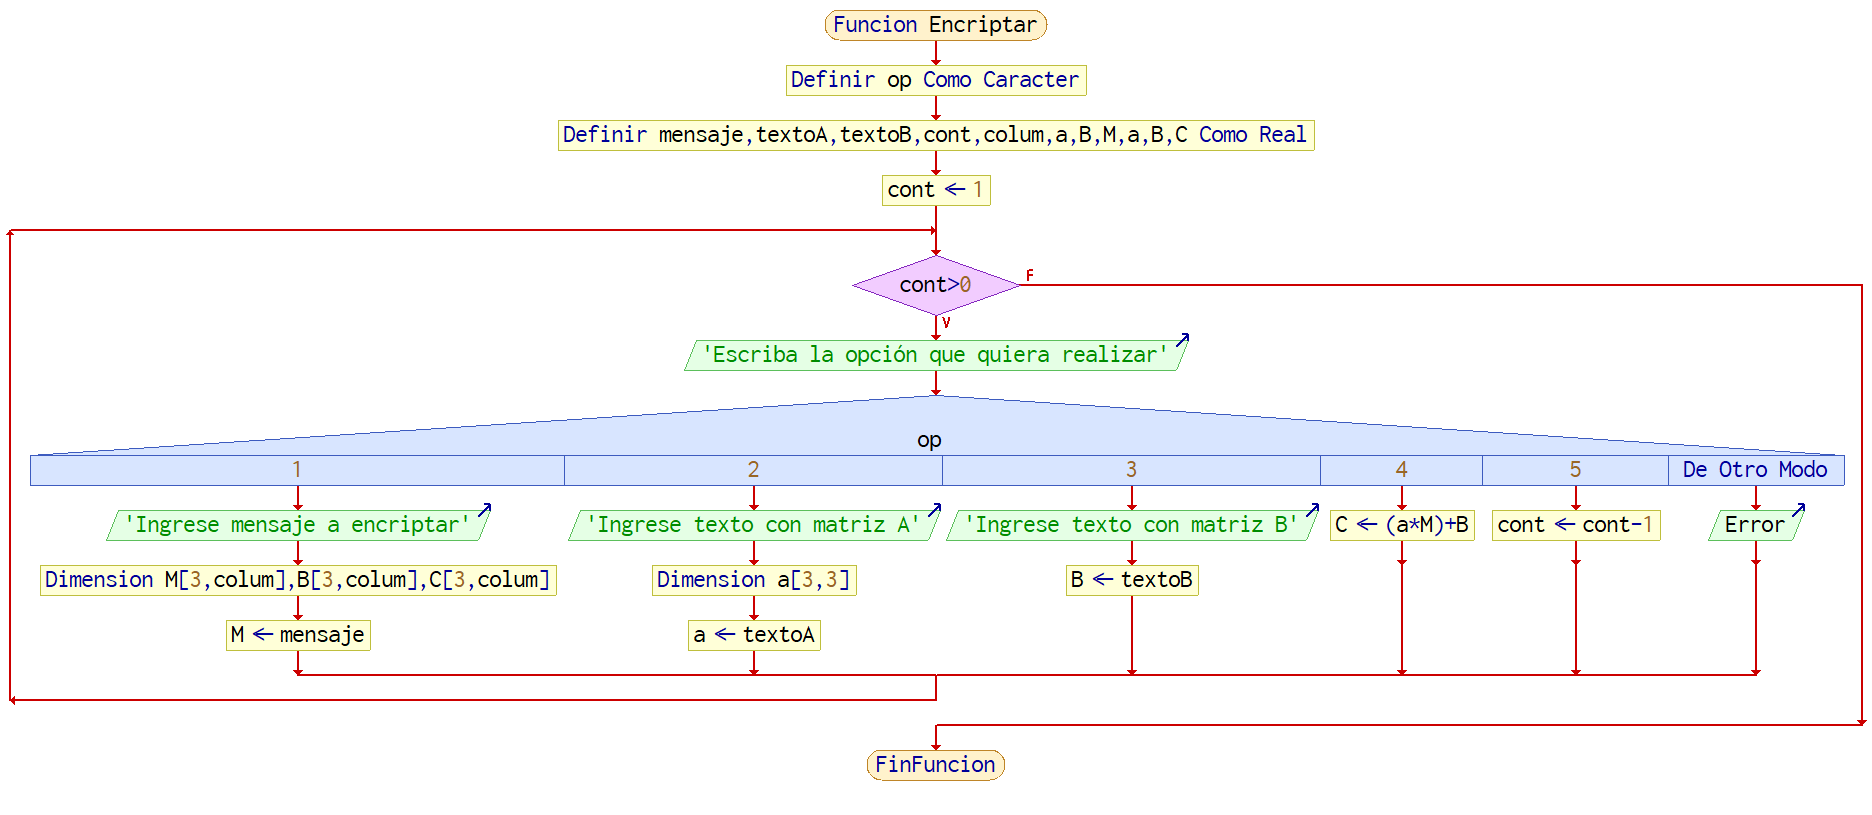 Funcion Encriptar
Definir op Como Caracter
Definir mensaje,textoA,textoB,cont,colum,a,B,M,a,B,C Como Real
cont ← 1
cont>0
F
V
'Escriba la opción que quiera realizar'
op
1 2 3 4 5 De Otro Modo
'Ingrese mensaje a encriptar' 'Ingrese texto con matriz A' 'Ingrese texto con matriz B' C ← (a*M)+B cont ← cont-1 Error
Dimension M[3,colum],B[3,colum],C[3,colum] Dimension a[3,3] B ← textoB
M ← mensaje a ← textoA
FinFuncion